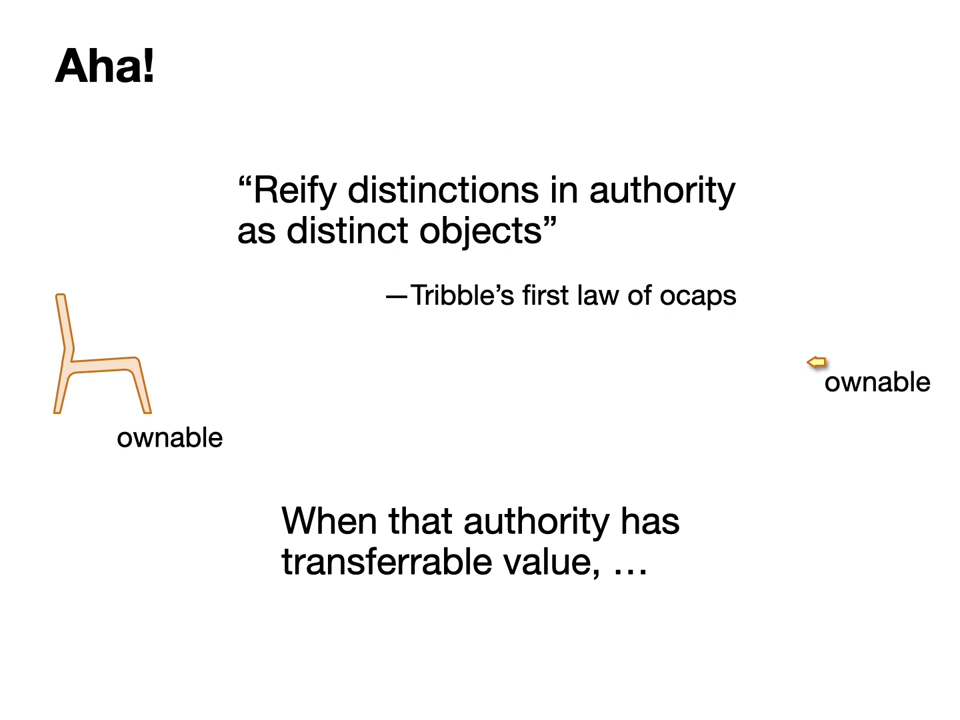 Aha!
“Reify distinctions in authority
as distinct objects”
—Tribble’s first law of ocaps
ownable
ownable
When that authority has
transferrable value, …